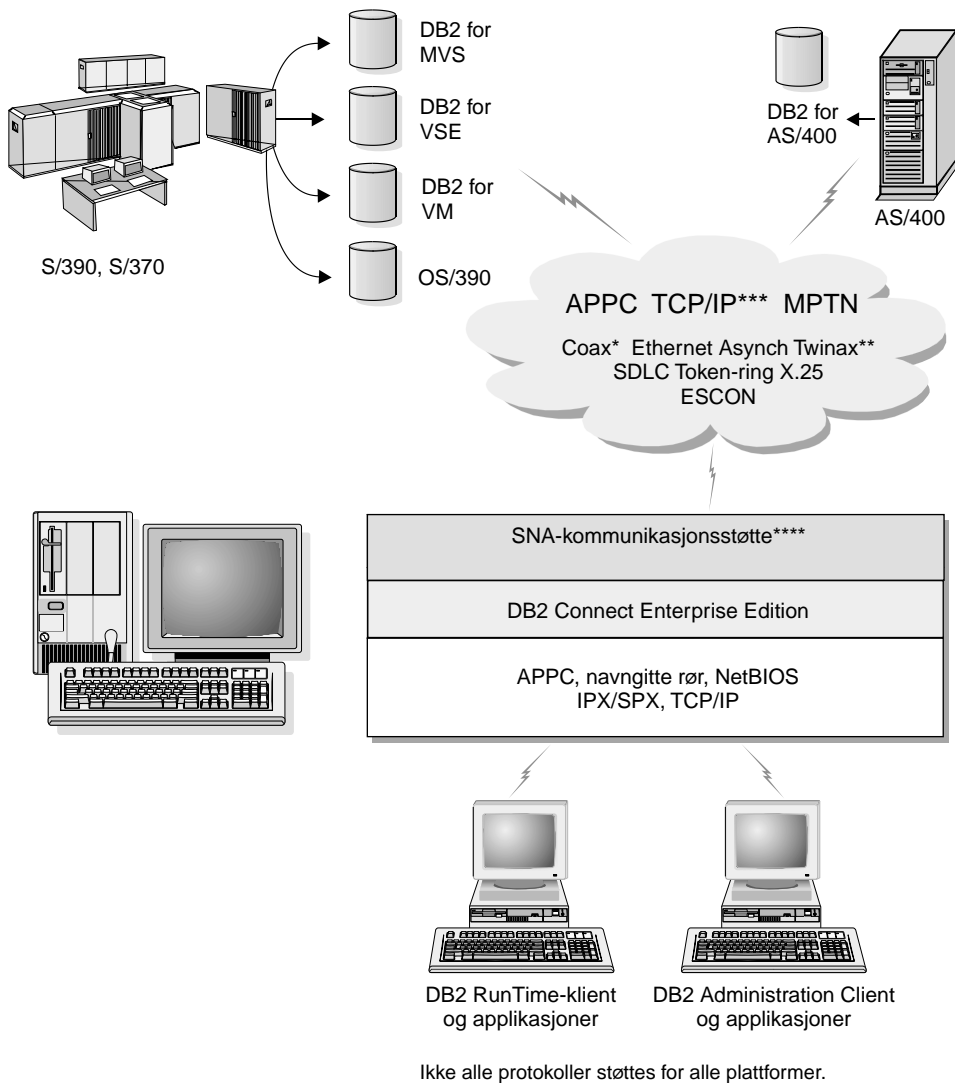 DB2 for
MVS
DB2 for
VSE
DB2 for
VM
OS/390
S/390, S/370
DB2 for
AS/400
AS/400
APPC TCP/IP*** MPTN
Coax* Ethernet Asynch Twinax**
SDLC Token-ring X.25
ESCON
SNA-kommunikasjonsstøtte****
DB2 Connect Enterprise Edition
APPC, navngitte rør, NetBIOS
IPX/SPX, TCP/IP
DB2 RunTime-klient
og applikasjoner
DB2 Administration Client
og applikasjoner
Ikke alle protokoller støttes for alle plattformer.